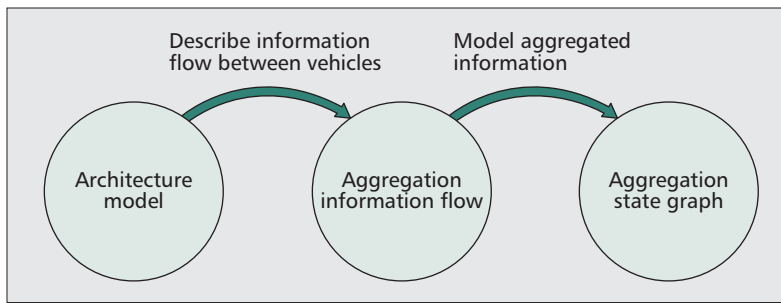 Describe information
flow between vehicles
Model aggregated
information
Architecture
model
Aggregation
information flow
Aggregation
state graph